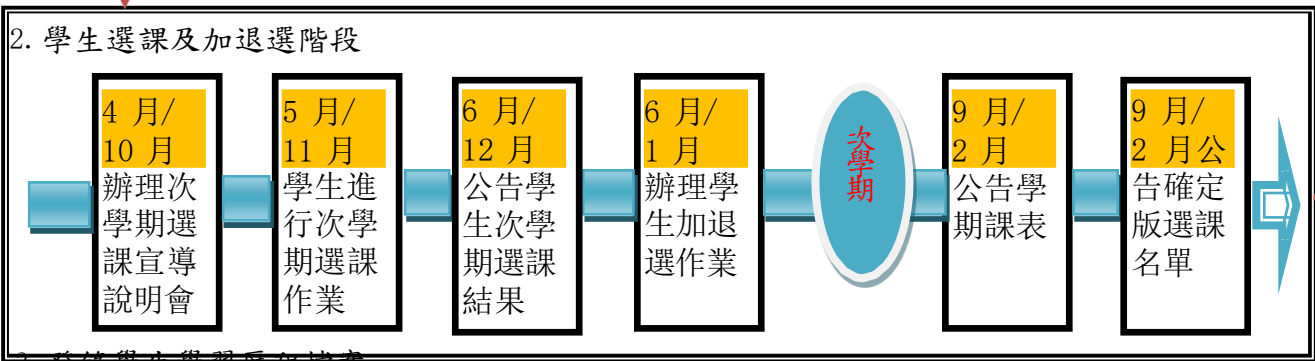 2. 學生選課及加退選階段
4 月/
10 月
辦理次
學期選
課宣導
說明會
5 月/
11 月
學生進
行次學
期選課
作業
6 月/
12 月
公告學
生次學
期選課
結果
6 月/
1 月
辦理學
生加退
選作業
次學期
9 月/
2 月
公告學
期課表
9 月/
2 月公
告確定
版選課
名單